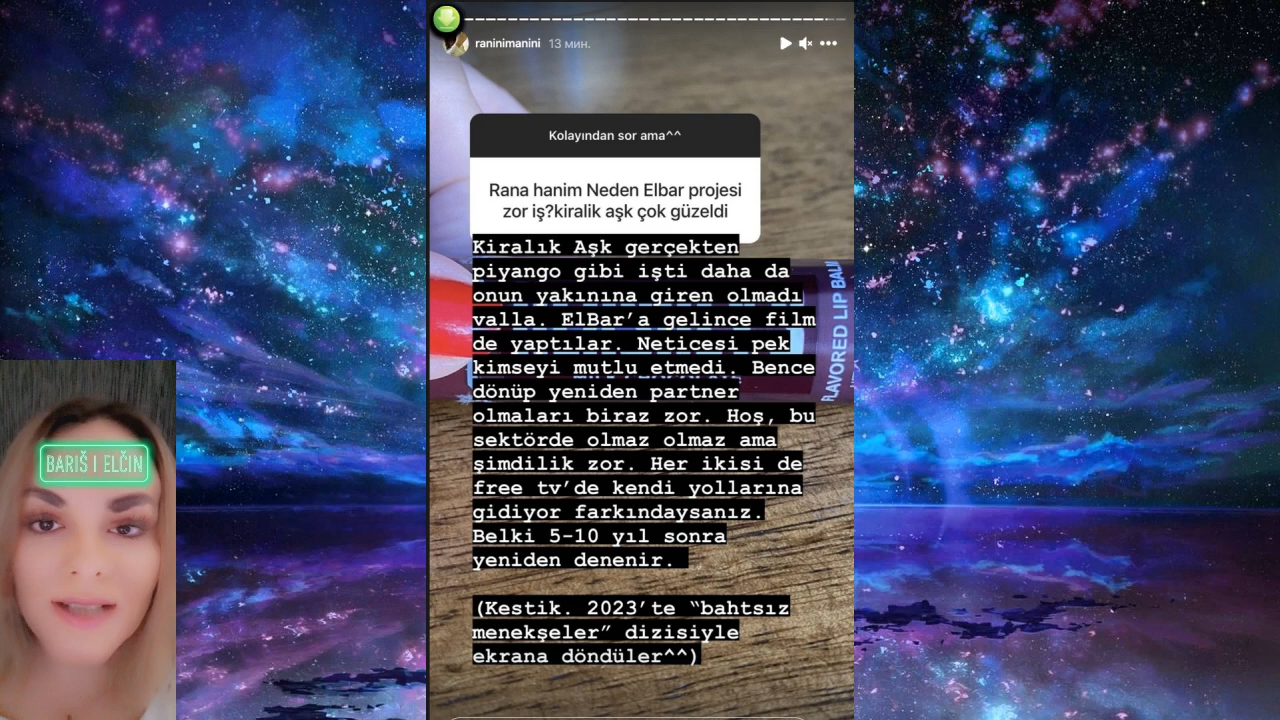 raninimanini 13 мин.
Kolayından sor ama^^
Rana hanim Neden Elbar projesi
zor iş?kiralik aşk çok güzeldi
Kiralık Aşk gerçekten
piyango gibi işti daha da
onun yakınına giren olmadı
valla. ElBar’a gelince film
de yaptılar. Neticesi pek
kimseyi mutlu etmedi. Bence
dönüp yeniden partner
olmaları biraz zor. Hoş, bu
sektörde olmaz olmaz ama
şimdilik zor. Her ikisi de
free tv’de kendi yollarına
gidiyor farkındaysanız.
Belki 5-10 yıl sonra
yeniden denenir.
(Kestik. 2023’te “bahtsız
menekşeler” dizisiyle
ekrana döndüler^^)
LIP
BARIŠ I ELČIN